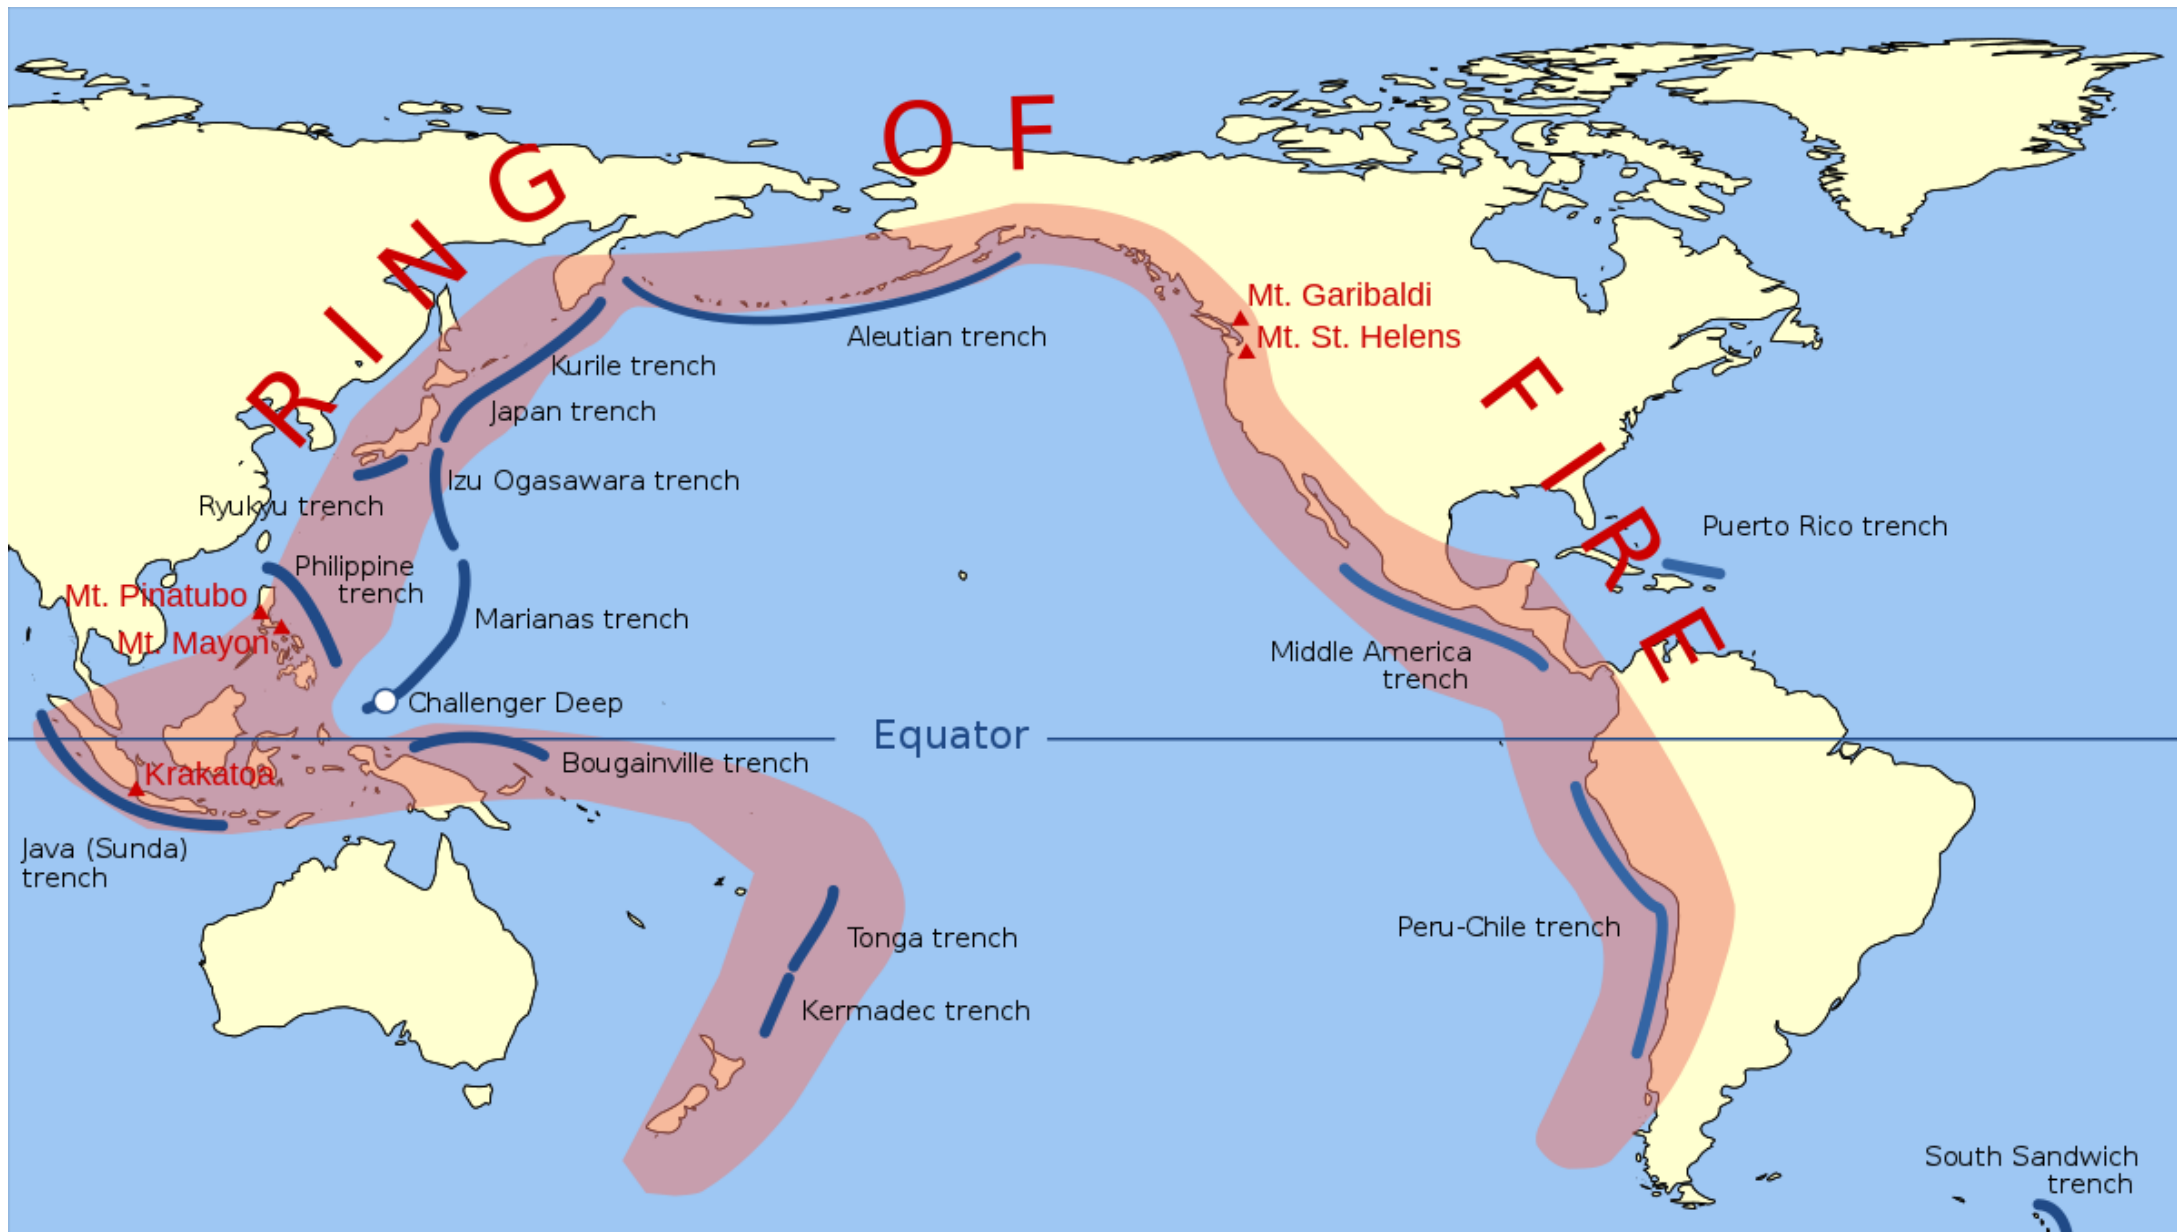 RING OF FIRE
Mt. Garibaldi
Mt. St. Helens
Aleutian trench
Kurile trench
Japan trench
Izu Ogasawara trench
Ryukyu trench
Puerto Rico trench
Philippine
trench
Mt. Pinatubo
Mt. Mayon
Marianas trench
Middle America
trench
Challenger Deep
Equator
Bougainville trench
Krakatoa
Java (Sunda)
trench
Peru-Chile trench
Tonga trench
Kermadec trench
South Sandwich
trench